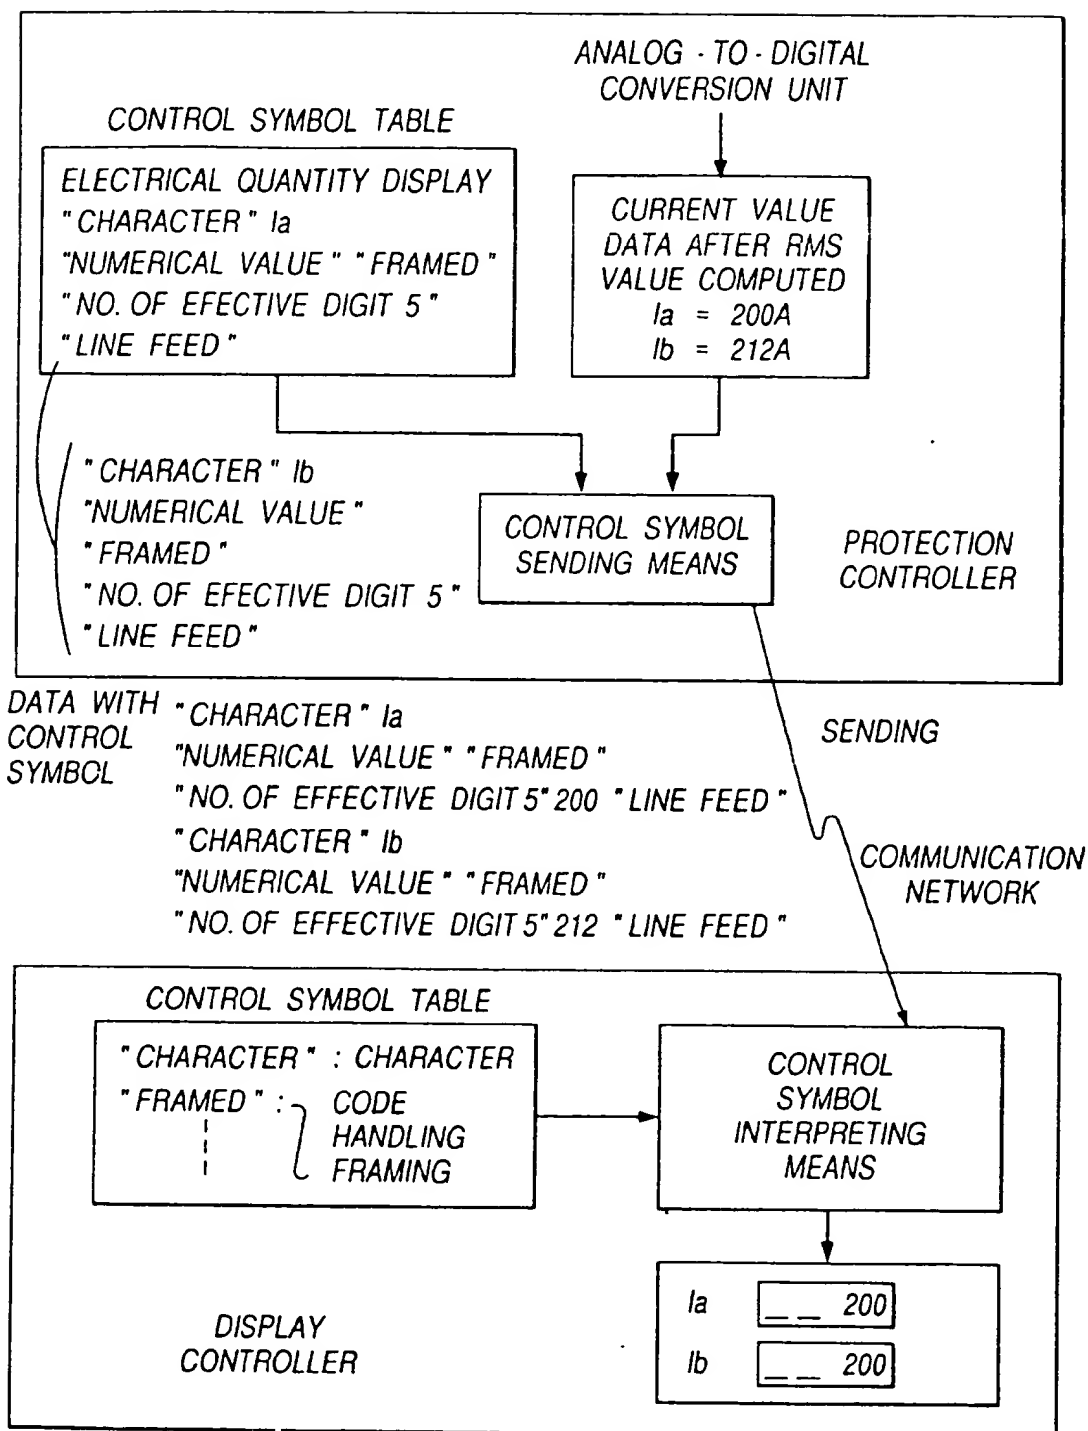 ANALOG - TO - DIGITAL
CONVERSION UNIT
CONTROL SYMBOL TABLE
ELECTRICAL QUANTITY DISPLAY
"CHARACTER" Ia
"NUMERICAL VALUE" "FRAMED"
"NO. OF EFECTIVE DIGIT 5"
"LINE FEED"
CURRENT VALUE
DATA AFTER RMS
VALUE COMPUTED
Ia = 200A
Ib = 212A
"CHARACTER" Ib
"NUMERICAL VALUE"
"FRAMED"
"NO. OF EFECTIVE DIGIT 5"
"LINE FEED"
CONTROL SYMBOL
SENDING MEANS
PROTECTION
CONTROLLER
DATA WITH
CONTROL
SYMBOL
"CHARACTER" Ia
"NUMERICAL VALUE" "FRAMED"
"NO. OF EFFECTIVE DIGIT 5" 200 "LINE FEED"
"CHARACTER" Ib
"NUMERICAL VALUE" "FRAMED"
"NO. OF EFFECTIVE DIGIT 5" 212 "LINE FEED"
SENDING
COMMUNICATION
NETWORK
CONTROL SYMBOL TABLE
"CHARACTER" : CHARACTER
"FRAMED" : CODE
HANDLING
FRAMING
CONTROL
SYMBOL
INTERPRETING
MEANS
DISPLAY
CONTROLLER
Ia _ _ 200
Ib _ _ 200